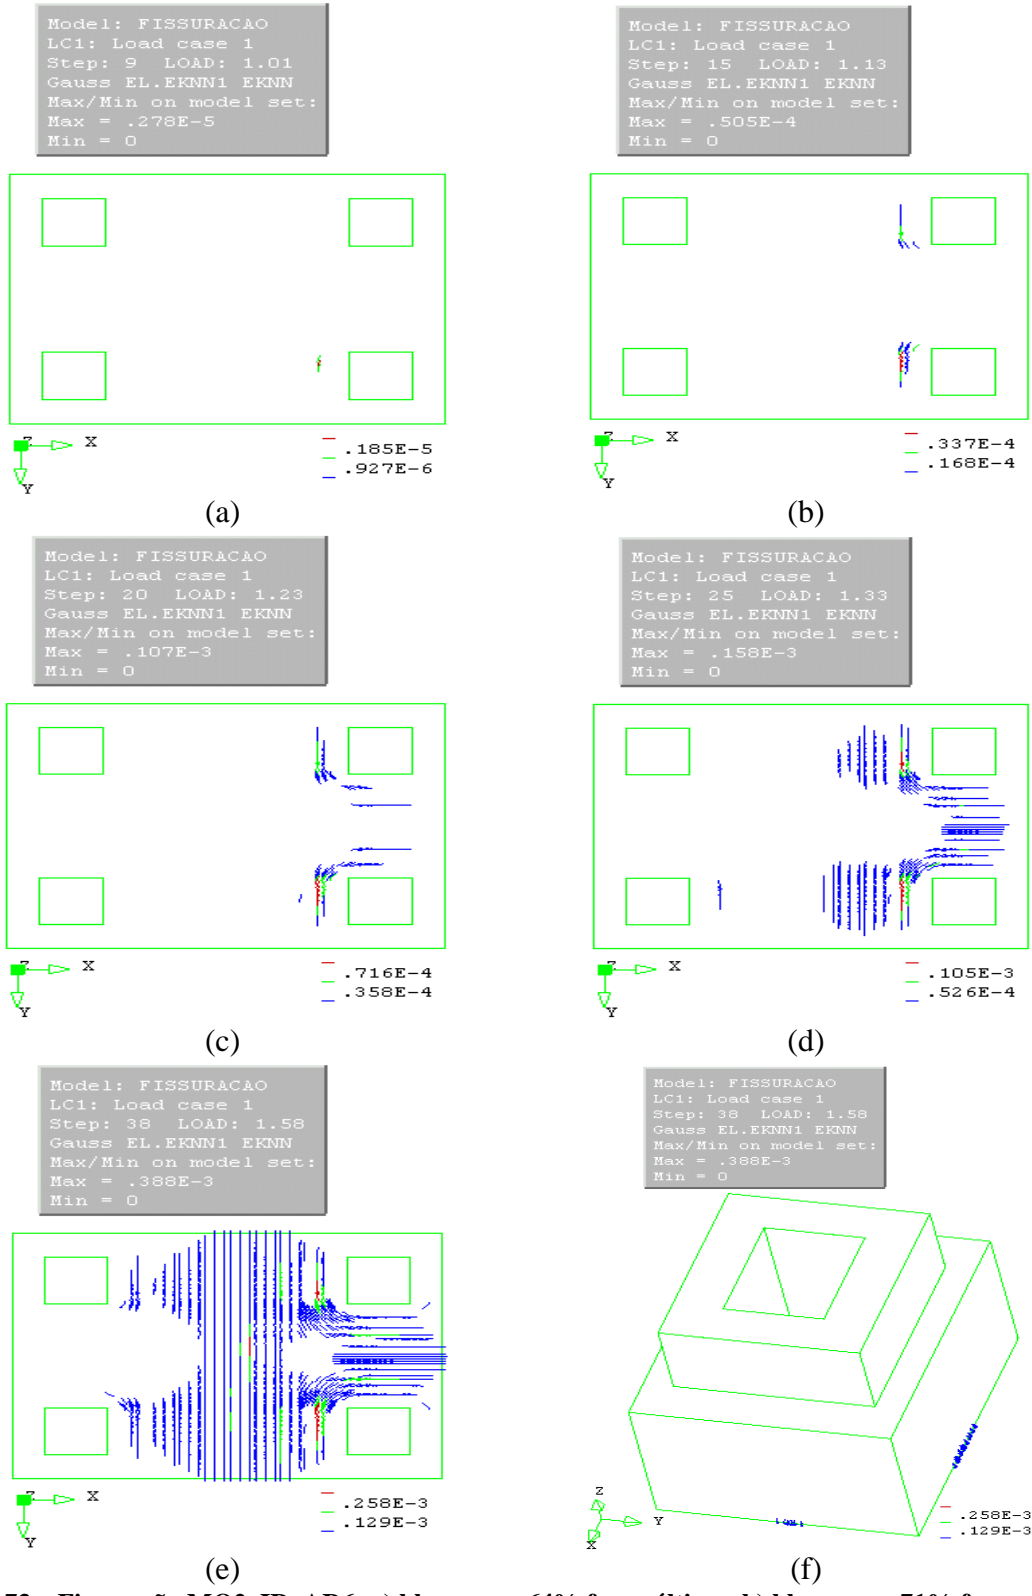 Model: FISSURACAO
LC1: Load case 1
Step: 9 LOAD: 1.01
Gauss EL.EKNN1 EKNN
Max/Min on model set:
Max = .278E-5
Min = 0
Z
X
Y
.185E-5
.927E-6
(a)
Model: FISSURACAO
LC1: Load case 1
Step: 15 LOAD: 1.13
Gauss EL.EKNN1 EKNN
Max/Min on model set:
Max = .505E-4
Min = 0
Z
X
Y
.337E-4
.168E-4
(b)
Model: FISSURACAO
LC1: Load case 1
Step: 20 LOAD: 1.23
Gauss EL.EKNN1 EKNN
Max/Min on model set:
Max = .107E-3
Min = 0
Z
X
Y
.716E-4
.358E-4
(c)
Model: FISSURACAO
LC1: Load case 1
Step: 25 LOAD: 1.33
Gauss EL.EKNN1 EKNN
Max/Min on model set:
Max = .158E-3
Min = 0
Z
X
Y
.105E-3
.526E-4
(d)
Model: FISSURACAO
LC1: Load case 1
Step: 38 LOAD: 1.58
Gauss EL.EKNN1 EKNN
Max/Min on model set:
Max = .388E-3
Min = 0
Z
X
Y
.258E-3
.129E-3
(e)
Model: FISSURACAO
LC1: Load case 1
Step: 38 LOAD: 1.58
Gauss EL.EKNN1 EKNN
Max/Min on model set:
Max = .388E-3
Min = 0
Z
Y
X
.258E-3
.129E-3
(f)